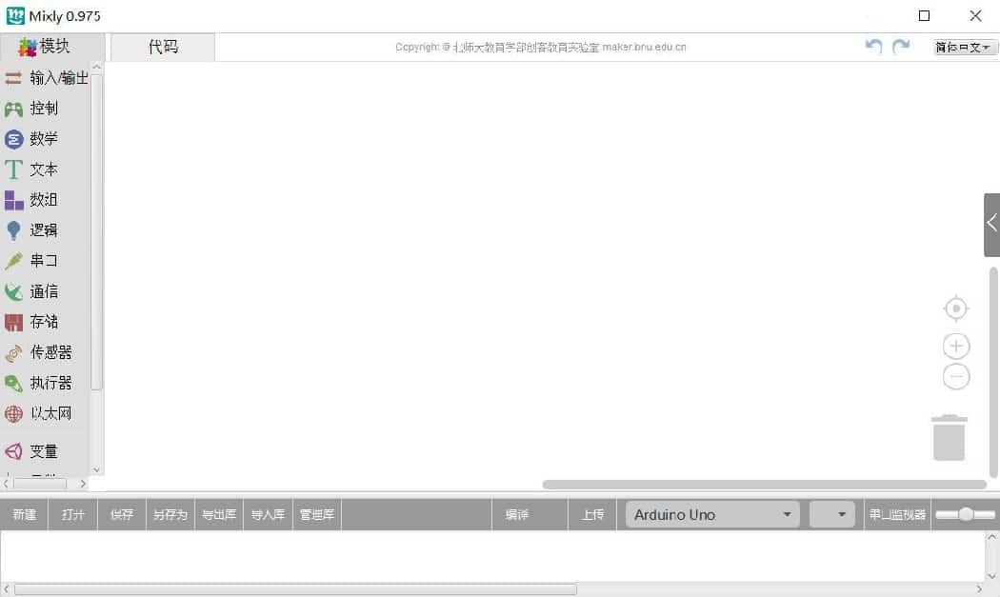 Mixly 0.975
模块
代码
Copyright @ 北师大教育学部创客教育实验室 maker.bnu.edu.cn
简体中文
输入/输出
控制
数学
文本
数组
逻辑
串口
通信
存储
传感器
执行器
以太网
变量
新建
打开
保存
另存为
导出库
导入库
管理库
编译
上传
Arduino Uno
串口监视器